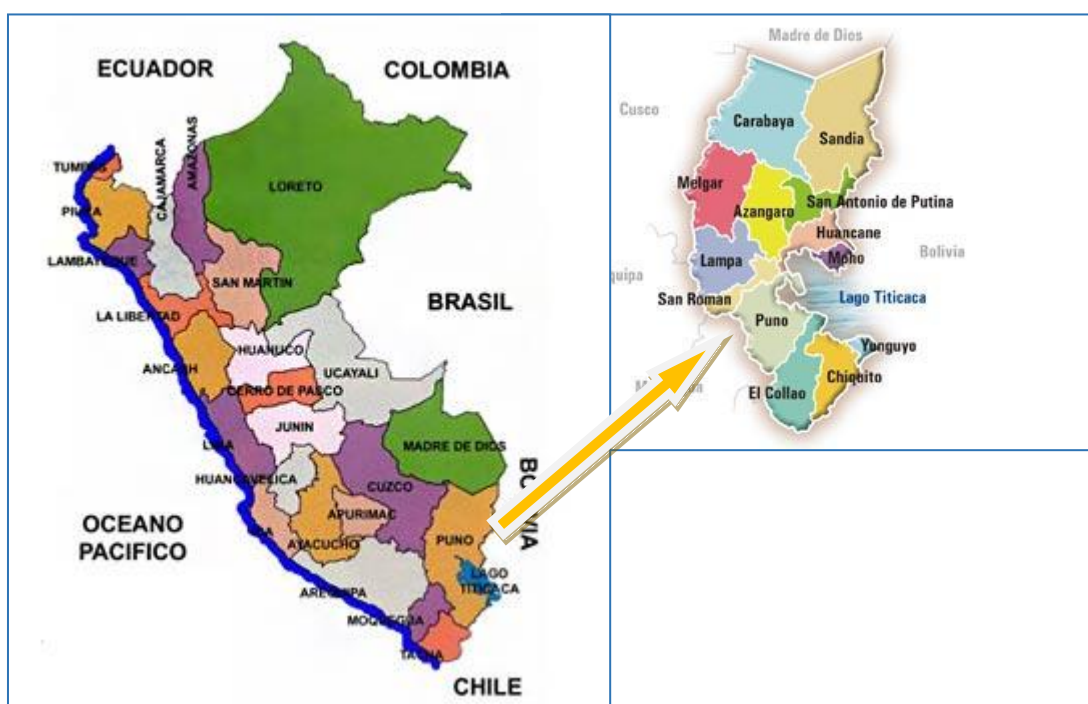 ECUADOR
COLOMBIA
TUMBES
CAJAMARCA
AMAZONAS
LORETO
PIURA
LAMBAYEQUE
SAN MARTIN
BRASIL
LA LIBERTAD
HUANUCO
ANCASH
UCAYALI
CERRO DE PASCO
JUNIN
LIMA
MADRE DE DIOS
HUANCAVELICA
CUZCO
BOLIVIA
OCEANO
PACIFICO
ICA
APURIMAC
AYACUCHO
PUNO
LAGO
TITICACA
AREQUIPA
MOQUEGUA
TACNA
CHILE
Madre de Dios
Cusco
Carabaya
Sandia
Melgar
Azangaro
San Antonio de Putina
Huancane
Lampa
Moho
Bolivia
quipa
San Roman
Lago Titicaca
Puno
Yunguyo
El Collao
Chiquito